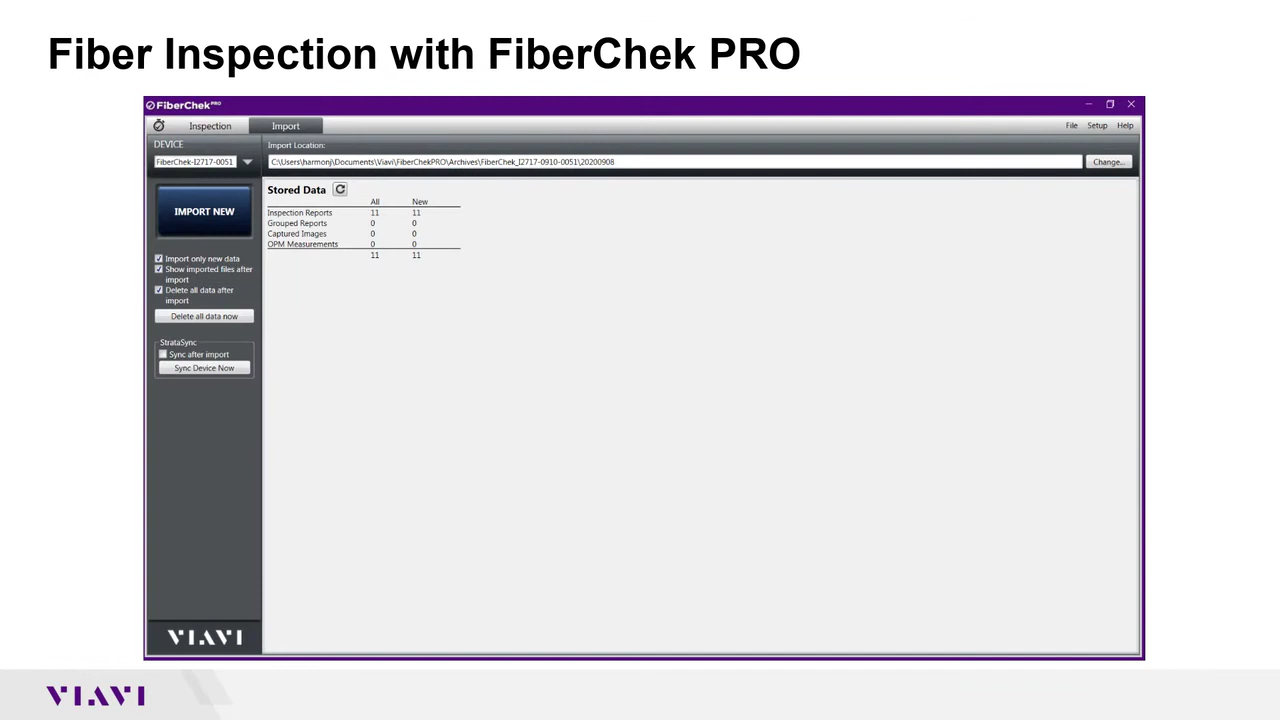 Fiber Inspection with FiberChek PRO
FiberChek PRO
Inspection Import File Setup Help
DEVICE
FiberChek-I2717-0051
Import Location:
C:\Users\harmonj\Documents\Viavi\FiberChekPRO\Archives\FiberChek_I2717-0910-0051\20200908
Change...
IMPORT NEW
Import only new data
Show imported files after
import
Delete all data after
import
Delete all data now
StrataSync
Sync after import
Sync Device Now
Stored Data
All New
Inspection Reports 11 11
Grouped Reports 0 0
Captured Images 0 0
OPM Measurements 0 0
11 11
VIAVI
VIAVI